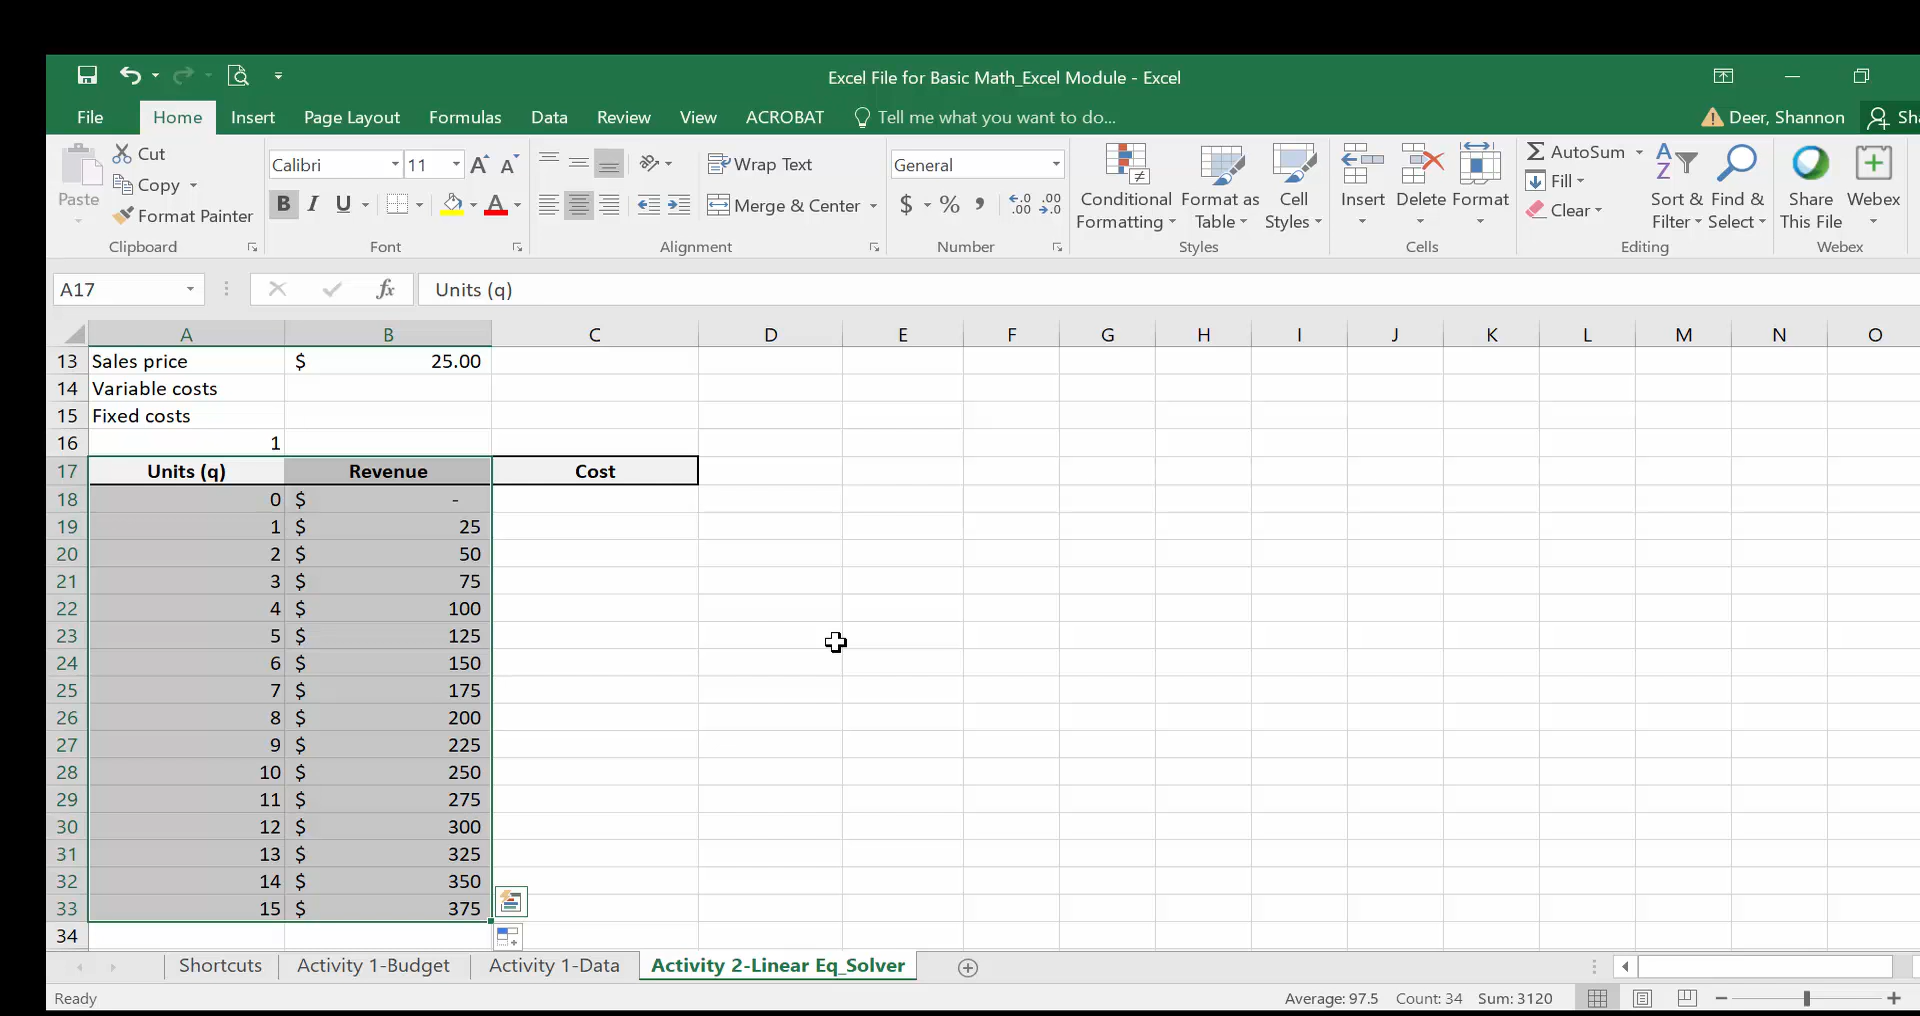 Excel File for Basic Math_Excel Module - Excel
File Home Insert Page Layout Formulas Data Review View ACROBAT Tell me what you want to do... Deer, Shannon
Paste Cut Copy Format Painter Clipboard
Calibri 11 B I U A Font
Wrap Text Merge & Center Alignment
General $ % , .00 Number
Conditional Formatting Format as Table Cell Styles Styles
Insert Delete Format Cells
AutoSum Fill Clear Sort & Filter Find & Select Editing
Share This File Webex Webex
A17 fx Units (q)
A B C D E F G H I J K L M N O
13 Sales price $ 25.00
14 Variable costs
15 Fixed costs
16 1
17 Units (q) Revenue Cost
18 0 $ -
19 1 $ 25
20 2 $ 50
21 3 $ 75
22 4 $ 100
23 5 $ 125
24 6 $ 150
25 7 $ 175
26 8 $ 200
27 9 $ 225
28 10 $ 250
29 11 $ 275
30 12 $ 300
31 13 $ 325
32 14 $ 350
33 15 $ 375
34
Shortcuts Activity 1-Budget Activity 1-Data Activity 2-Linear Eq_Solver
Ready Average: 97.5 Count: 34 Sum: 3120